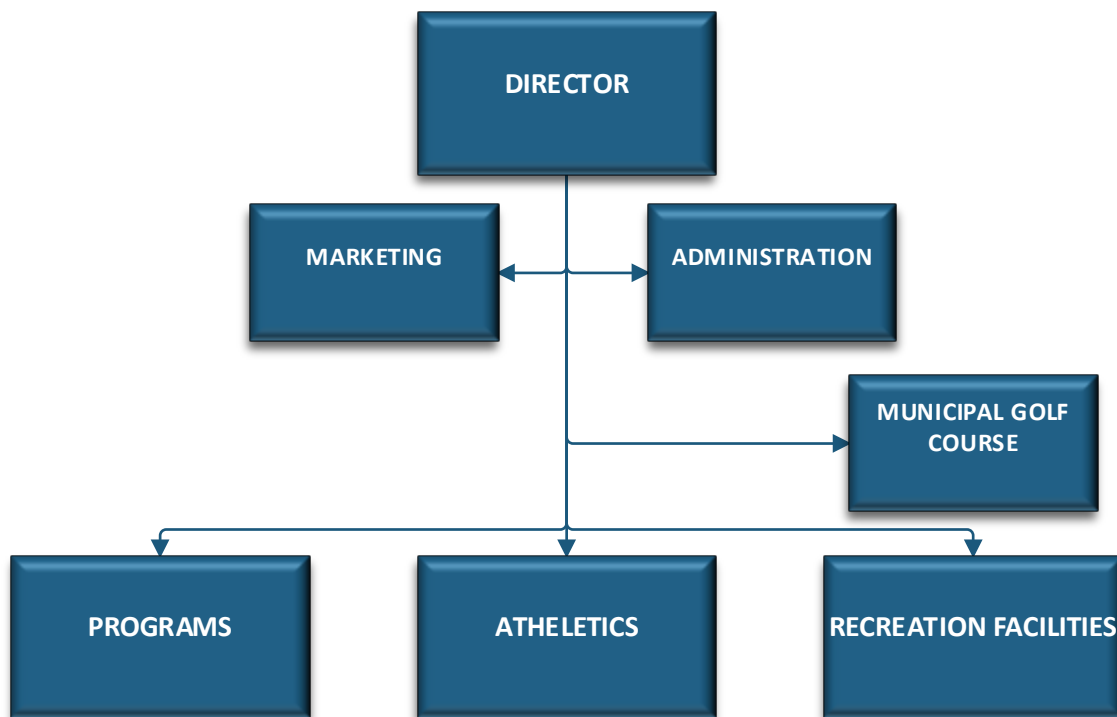 DIRECTOR
MARKETING
ADMINISTRATION
MUNICIPAL GOLF
COURSE
PROGRAMS
ATHELETICS
RECREATION FACILITIES